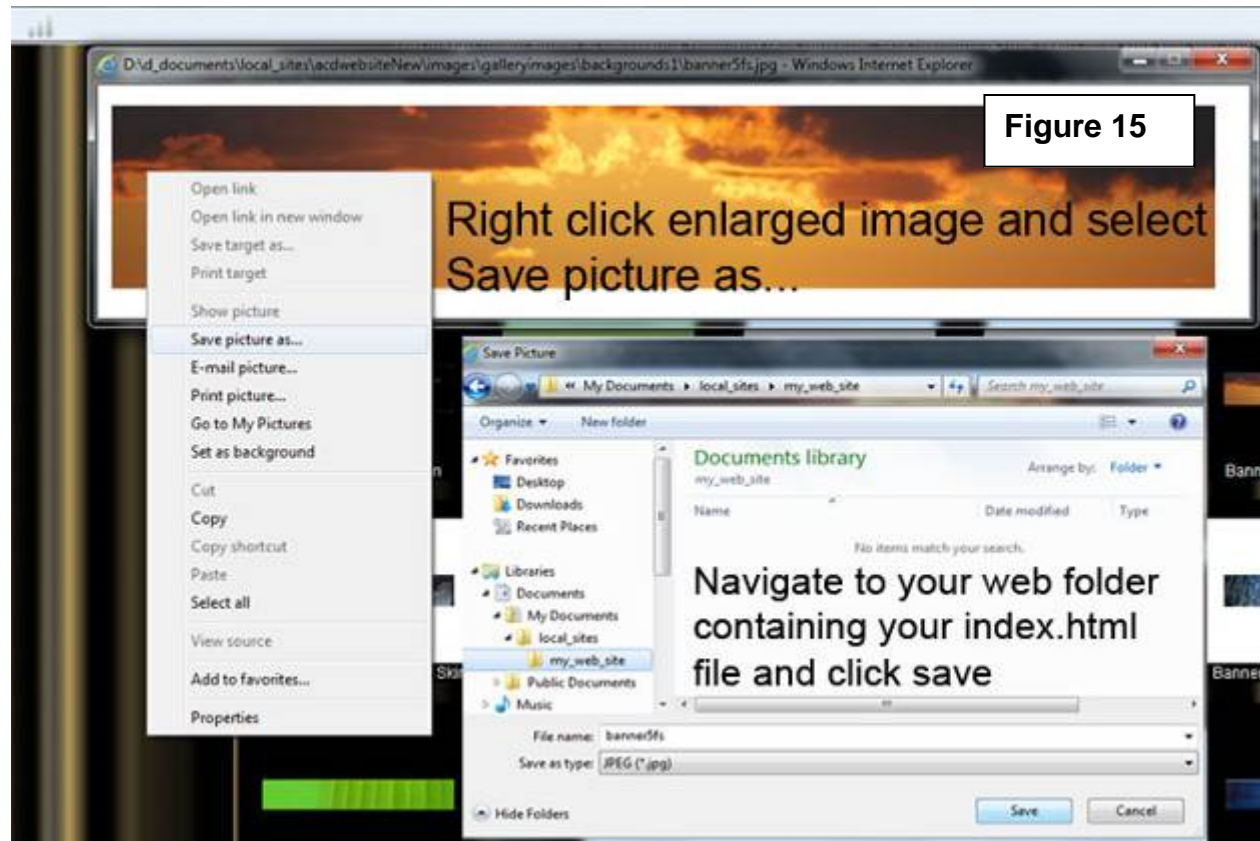 D:\d_documents\local_sites\acdwebsiteNew\images\galleryimages\backgrounds1\banner5fs.jpg - Windows Internet Explorer
Figure 15
Right click enlarged image and select
Save picture as...
Open link
Open link in new window
Save target as...
Print target
Show picture
Save picture as...
E-mail picture...
Print picture...
Go to My Pictures
Set as background
Cut
Copy
Copy shortcut
Paste
Select all
View source
Add to favorites...
Properties
Save Picture
« My Documents ▸ local_sites ▸ my_web_site
Search my_web_site
Organize
New folder
Favorites
Desktop
Downloads
Recent Places
Libraries
Documents
My Documents
local_sites
my_web_site
Public Documents
Music
Documents library
my_web_site
Arrange by: Folder
Name Date modified Type
No items match your search.
Navigate to your web folder
containing your index.html
file and click save
File name: banner5fs
Save as type: JPEG (*.jpg)
Hide Folders
Save
Cancel